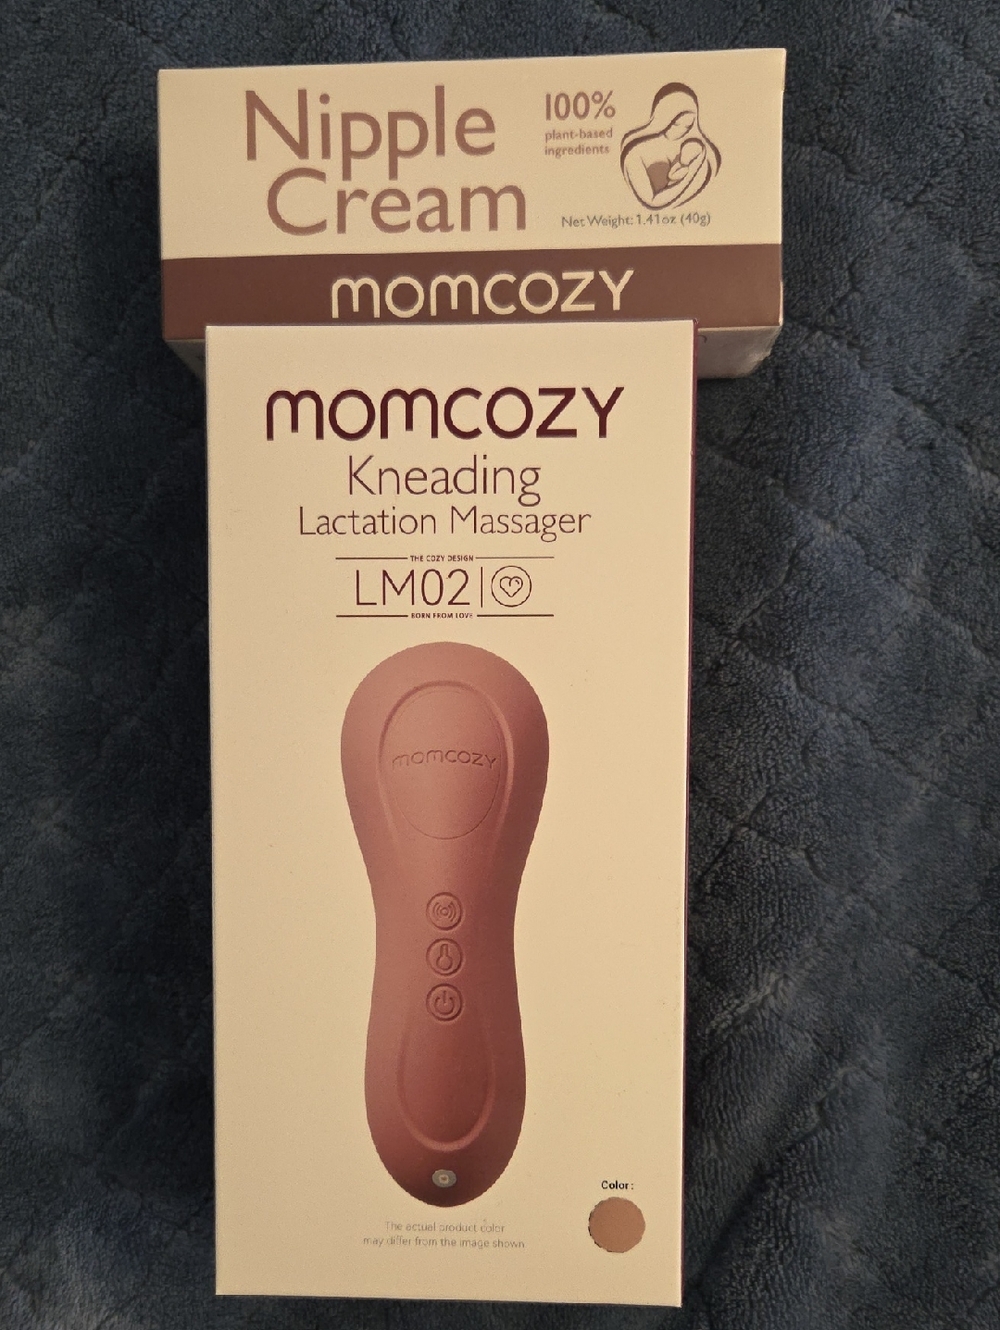 Nipple
Cream
100%
plant-based
ingredients
Net Weight: 1.41oz (40g)
momcozy
momcozy
Kneading
Lactation Massager
THE COZY DESIGN
LM02
BORN FROM LOVE
momcozy
Color:
The actual product color
may differ from the image shown